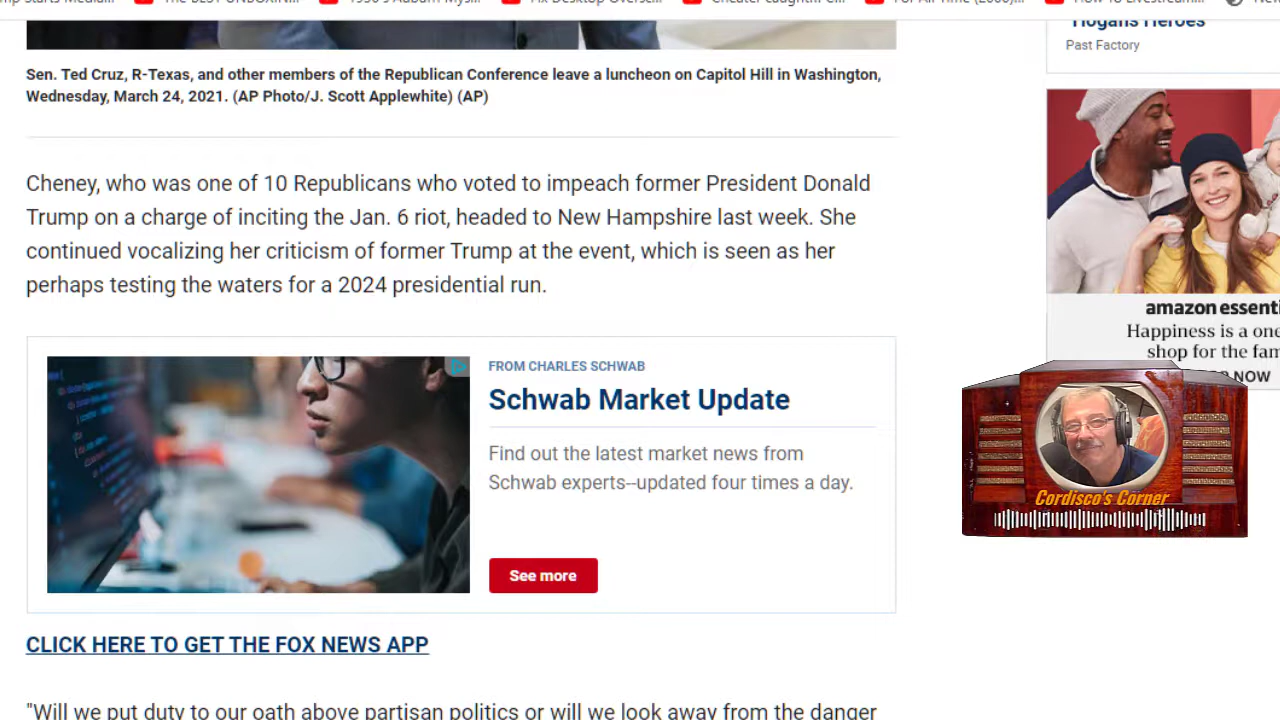 Sen. Ted Cruz, R-Texas, and other members of the Republican Conference leave a luncheon on Capitol Hill in Washington,
Wednesday, March 24, 2021. (AP Photo/J. Scott Applewhite) (AP)
Cheney, who was one of 10 Republicans who voted to impeach former President Donald
Trump on a charge of inciting the Jan. 6 riot, headed to New Hampshire last week. She
continued vocalizing her criticism of former Trump at the event, which is seen as her
perhaps testing the waters for a 2024 presidential run.
FROM CHARLES SCHWAB
Schwab Market Update
Find out the latest market news from
Schwab experts--updated four times a day.
See more
CLICK HERE TO GET THE FOX NEWS APP
"Will we put duty to our oath above partisan politics or will we look away from the danger
Hogans Heroes
Past Factory
amazon essenti
Happiness is a one
shop for the fam
NOW
Cordisco's Corner